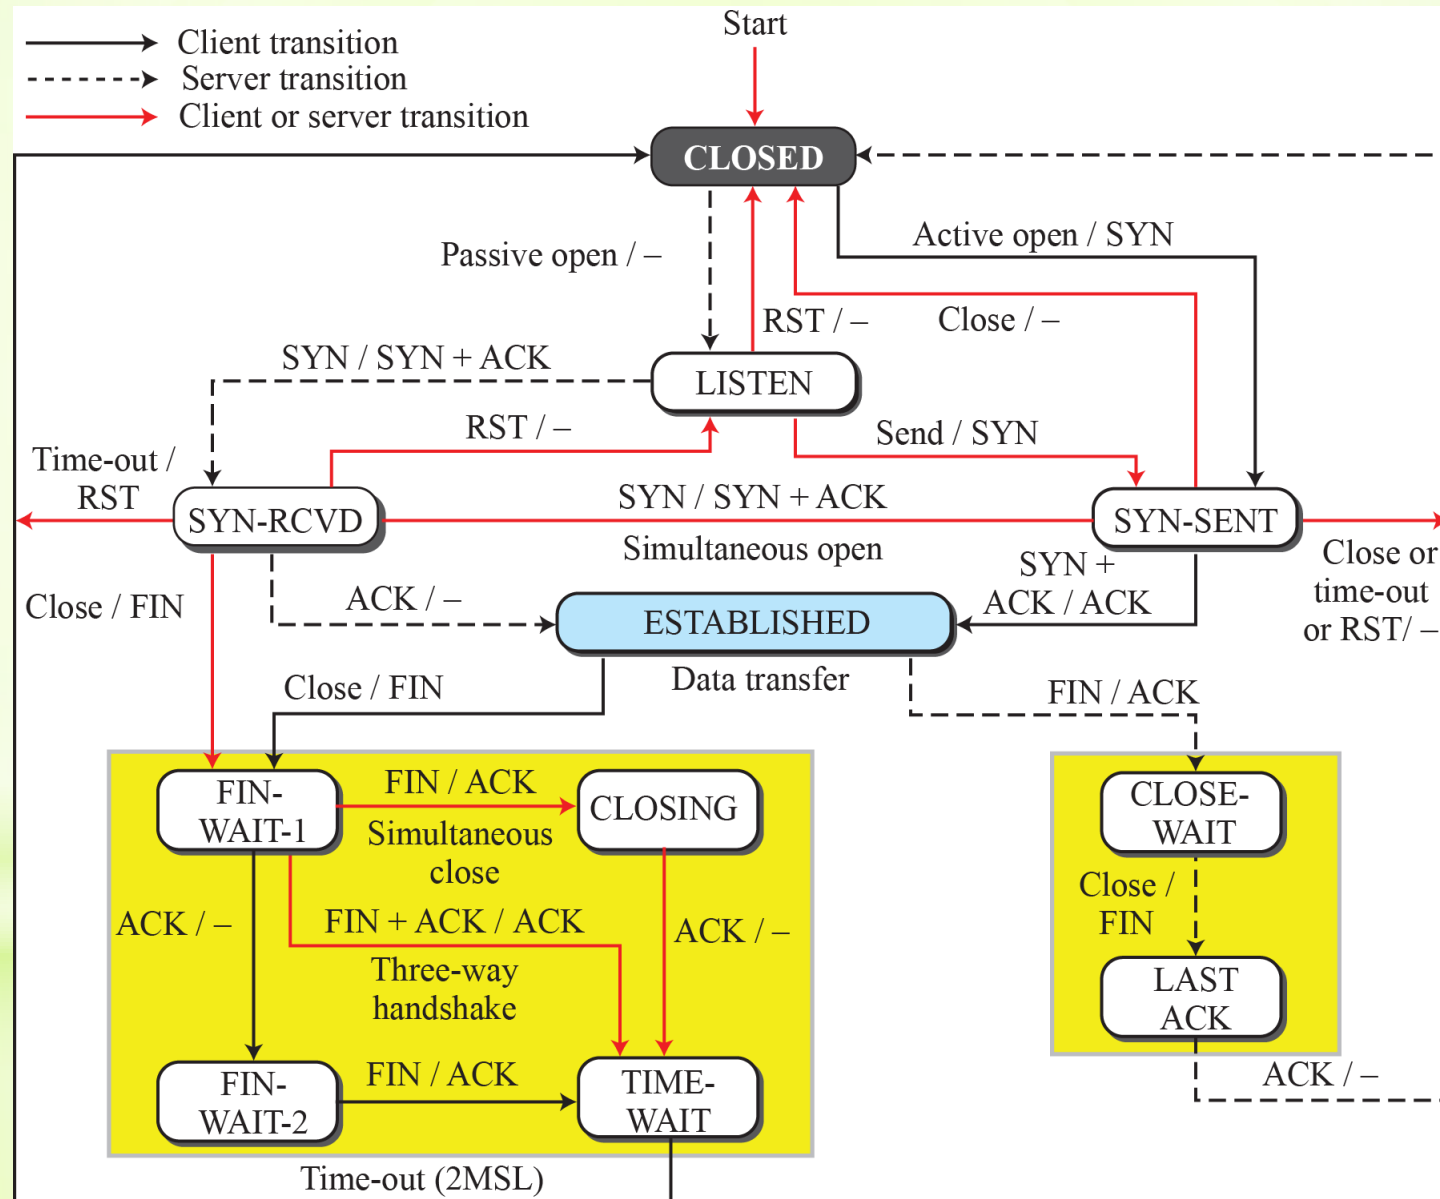 Start
Client transition
Server transition
Client or server transition
CLOSED
Passive open / –
Active open / SYN
RST / –
Close / –
SYN / SYN + ACK
LISTEN
RST / –
Send / SYN
Time-out /
RST
SYN-RCVD
SYN / SYN + ACK
Simultaneous open
SYN-SENT
Close or
time-out
or RST/ –
SYN +
ACK / ACK
Close / FIN
ACK / –
ESTABLISHED
Data transfer
Close / FIN
FIN / ACK
FIN-
WAIT-1
FIN / ACK
Simultaneous
close
CLOSING
CLOSE-
WAIT
Close /
FIN
ACK / –
FIN + ACK / ACK
Three-way
handshake
ACK / –
LAST
ACK
FIN-
WAIT-2
FIN / ACK
TIME-
WAIT
ACK / –
Time-out (2MSL)